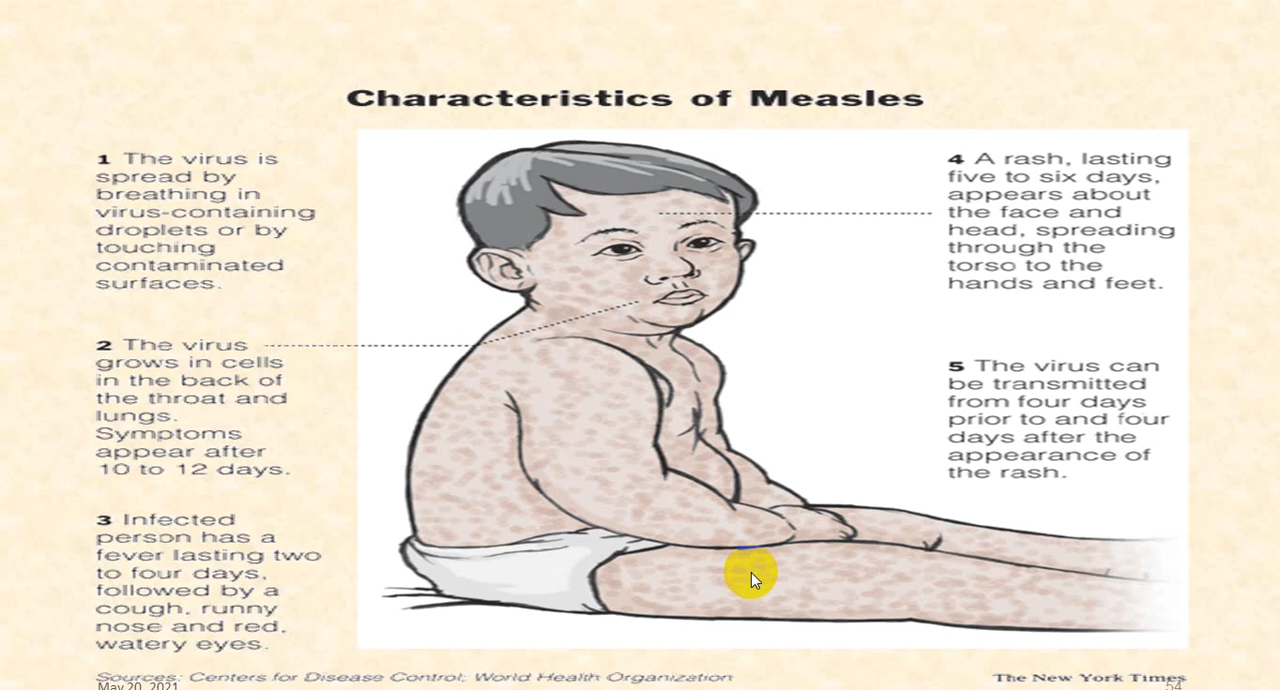 Characteristics of Measles
1 The virus is
spread by
breathing in
virus-containing
droplets or by
touching
contaminated
surfaces.
2 The virus
grows in cells
in the back of
the throat and
lungs.
Symptoms
appear after
10 to 12 days.
3 Infected
person has a
fever lasting two
to four days,
followed by a
cough, runny
nose and red,
watery eyes.
4 A rash, lasting
five to six days,
appears about
the face and
head, spreading
through the
torso to the
hands and feet.
5 The virus can
be transmitted
from four days
prior to and four
days after the
appearance of
the rash.
Sources: Centers for Disease Control; World Health Organization
The New York Times
May 20, 2021
54